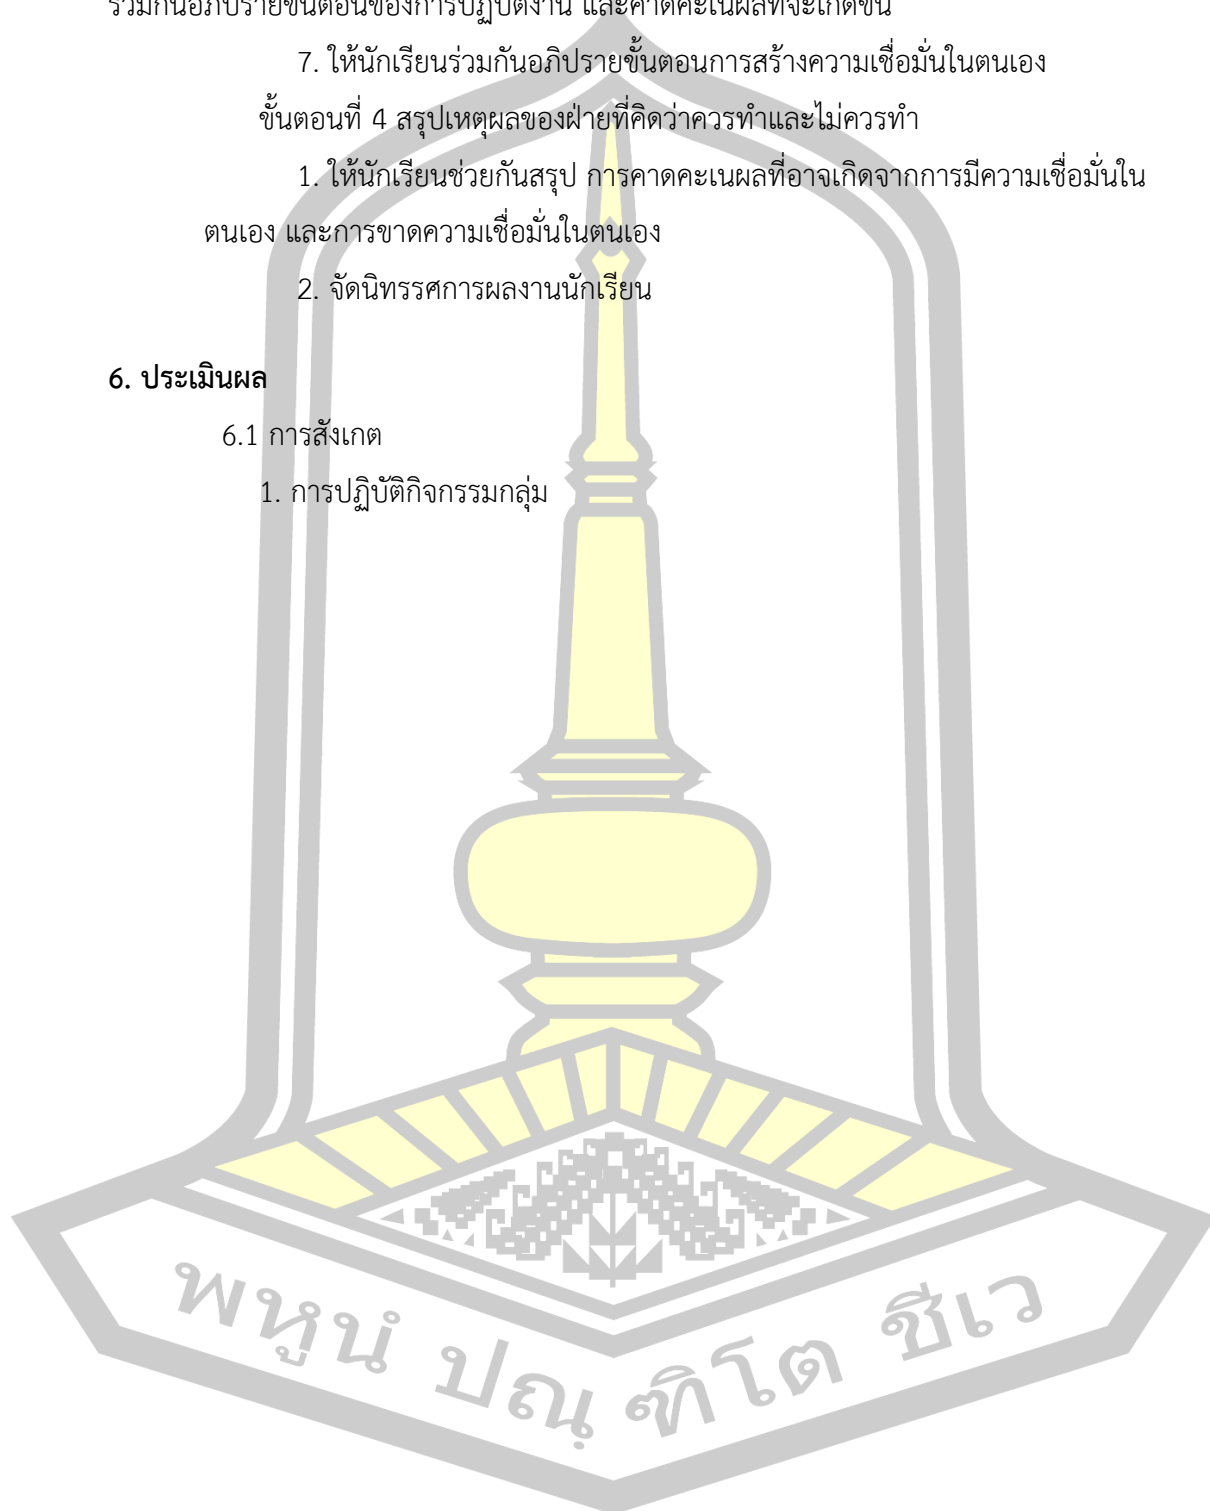 ร่วมกันอภิปรายขั้นตอนของการปฏิบัติงาน และคาดคะเนผลที่จะเกิดขึ้น
7. ให้นักเรียนร่วมกันอภิปรายขั้นตอนการสร้างความเชื่อมั่นในตนเอง
ขั้นตอนที่ 4 สรุปเหตุผลของฝ่ายที่คิดว่าควรทำและไม่ควรทำ
1. ให้นักเรียนช่วยกันสรุป การคาดคะเนผลที่อาจเกิดจากการมีความเชื่อมั่นใน
ตนเอง และการขาดความเชื่อมั่นในตนเอง
2. จัดนิทรรศการผลงานนักเรียน
6. ประเมินผล
6.1 การสังเกต
1. การปฏิบัติกิจกรรมกลุ่ม
พหูนํ ปณฺฑิโต ชีเว